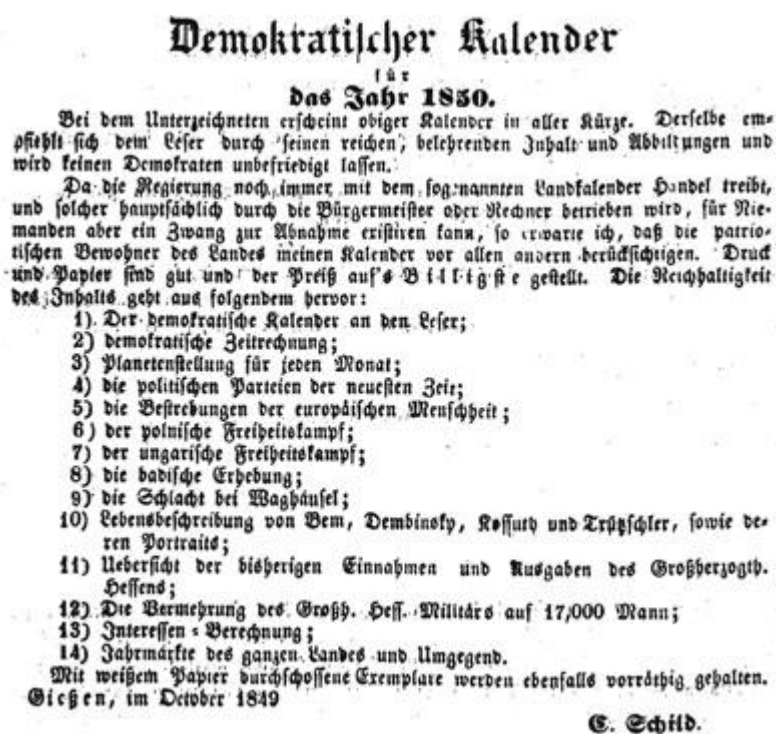 Demokratischer Kalender
für
das Jahr 1850.
Bei dem Unterzeichneten erscheint obiger Kalender in aller Kürze. Derselbe em-
pfiehlt sich dem Leser durch seinen reichen, belehrenden Inhalt und Abbildungen und
wird keinen Demokraten unbefriedigt lassen.
Da die Regierung noch immer mit dem sogenannten Landkalender Handel treibt,
und solcher hauptsächlich durch die Bürgermeister oder Rechner betrieben wird, für Nie-
manden aber ein Zwang zur Abnahme existiren kann, so erwarte ich, daß die patrio-
tischen Bewohner des Landes meinen Kalender vor allen andern berücksichtigen. Druck
und Papier sind gut und der Preiß auf's Billigste gestellt. Die Reichhaltigkeit
des Inhalts geht aus folgendem hervor:
1) Der demokratische Kalender an den Leser;
2) demokratische Zeitrechnung;
3) Planetenstellung für jeden Monat;
4) die politischen Parteien der neuesten Zeit;
5) die Bestrebungen der europäischen Menschheit;
6) der polnische Freiheitskampf;
7) der ungarische Freiheitskampf;
8) die badische Erhebung;
9) die Schlacht bei Waghäusel;
10) Lebensbeschreibung von Bem, Dembinsky, Kossuth und Trützschler, sowie de-
ren Portraits;
11) Uebersicht der bisherigen Einnahmen und Ausgaben des Großherzogth.
Hessens;
12) Die Vermehrung des Großh. Hess. Militärs auf 17,000 Mann;
13) Interessen-Berechnung;
14) Jahrmärkte des ganzen Landes und Umgegend.
Mit weißem Papier durchschossene Exemplare werden ebenfalls vorräthig gehalten.
Gießen, im October 1849
C. Schild.